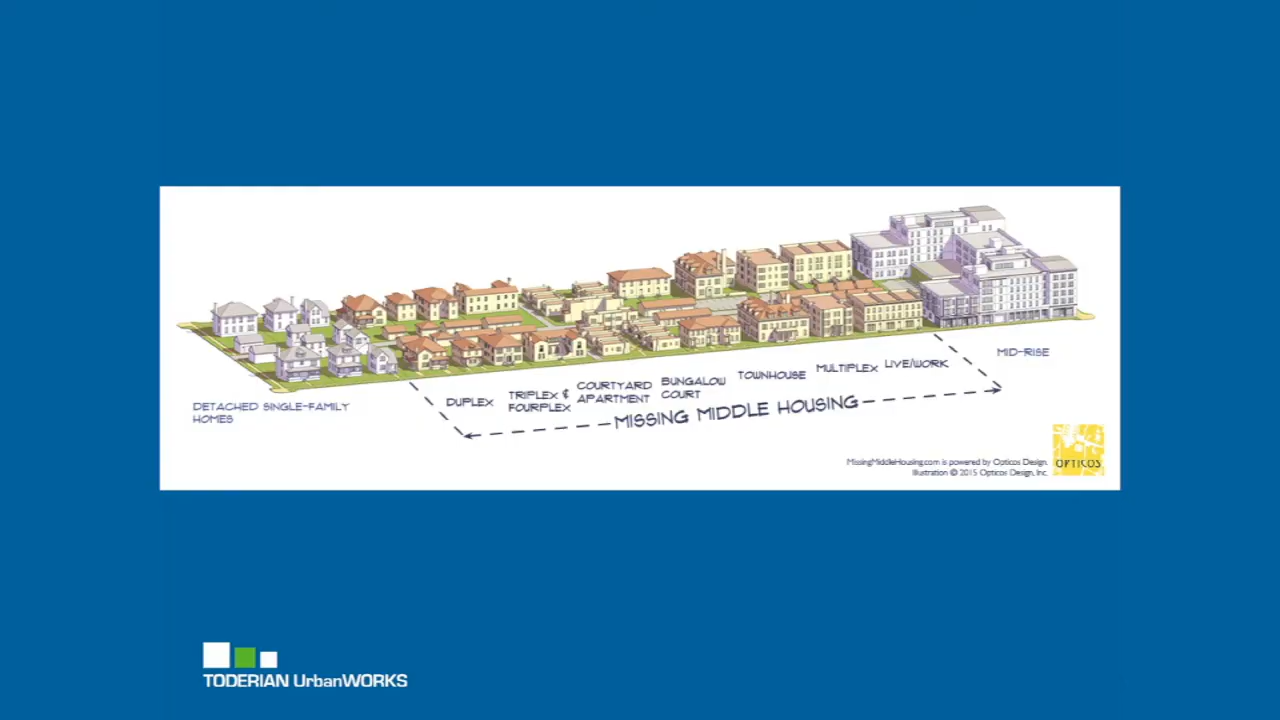 DETACHED SINGLE-FAMILY
HOMES
DUPLEX
TRIPLEX &
FOURPLEX
COURTYARD
APARTMENT
BUNGALOW
COURT
TOWNHOUSE
MULTIPLEX
LIVE/WORK
MID-RISE
MISSING MIDDLE HOUSING
MissingMiddleHousing.com is powered by Opticos Design.
Illustration © 2015 Opticos Design, Inc.
OPTICOS
TODERIAN UrbanWORKS